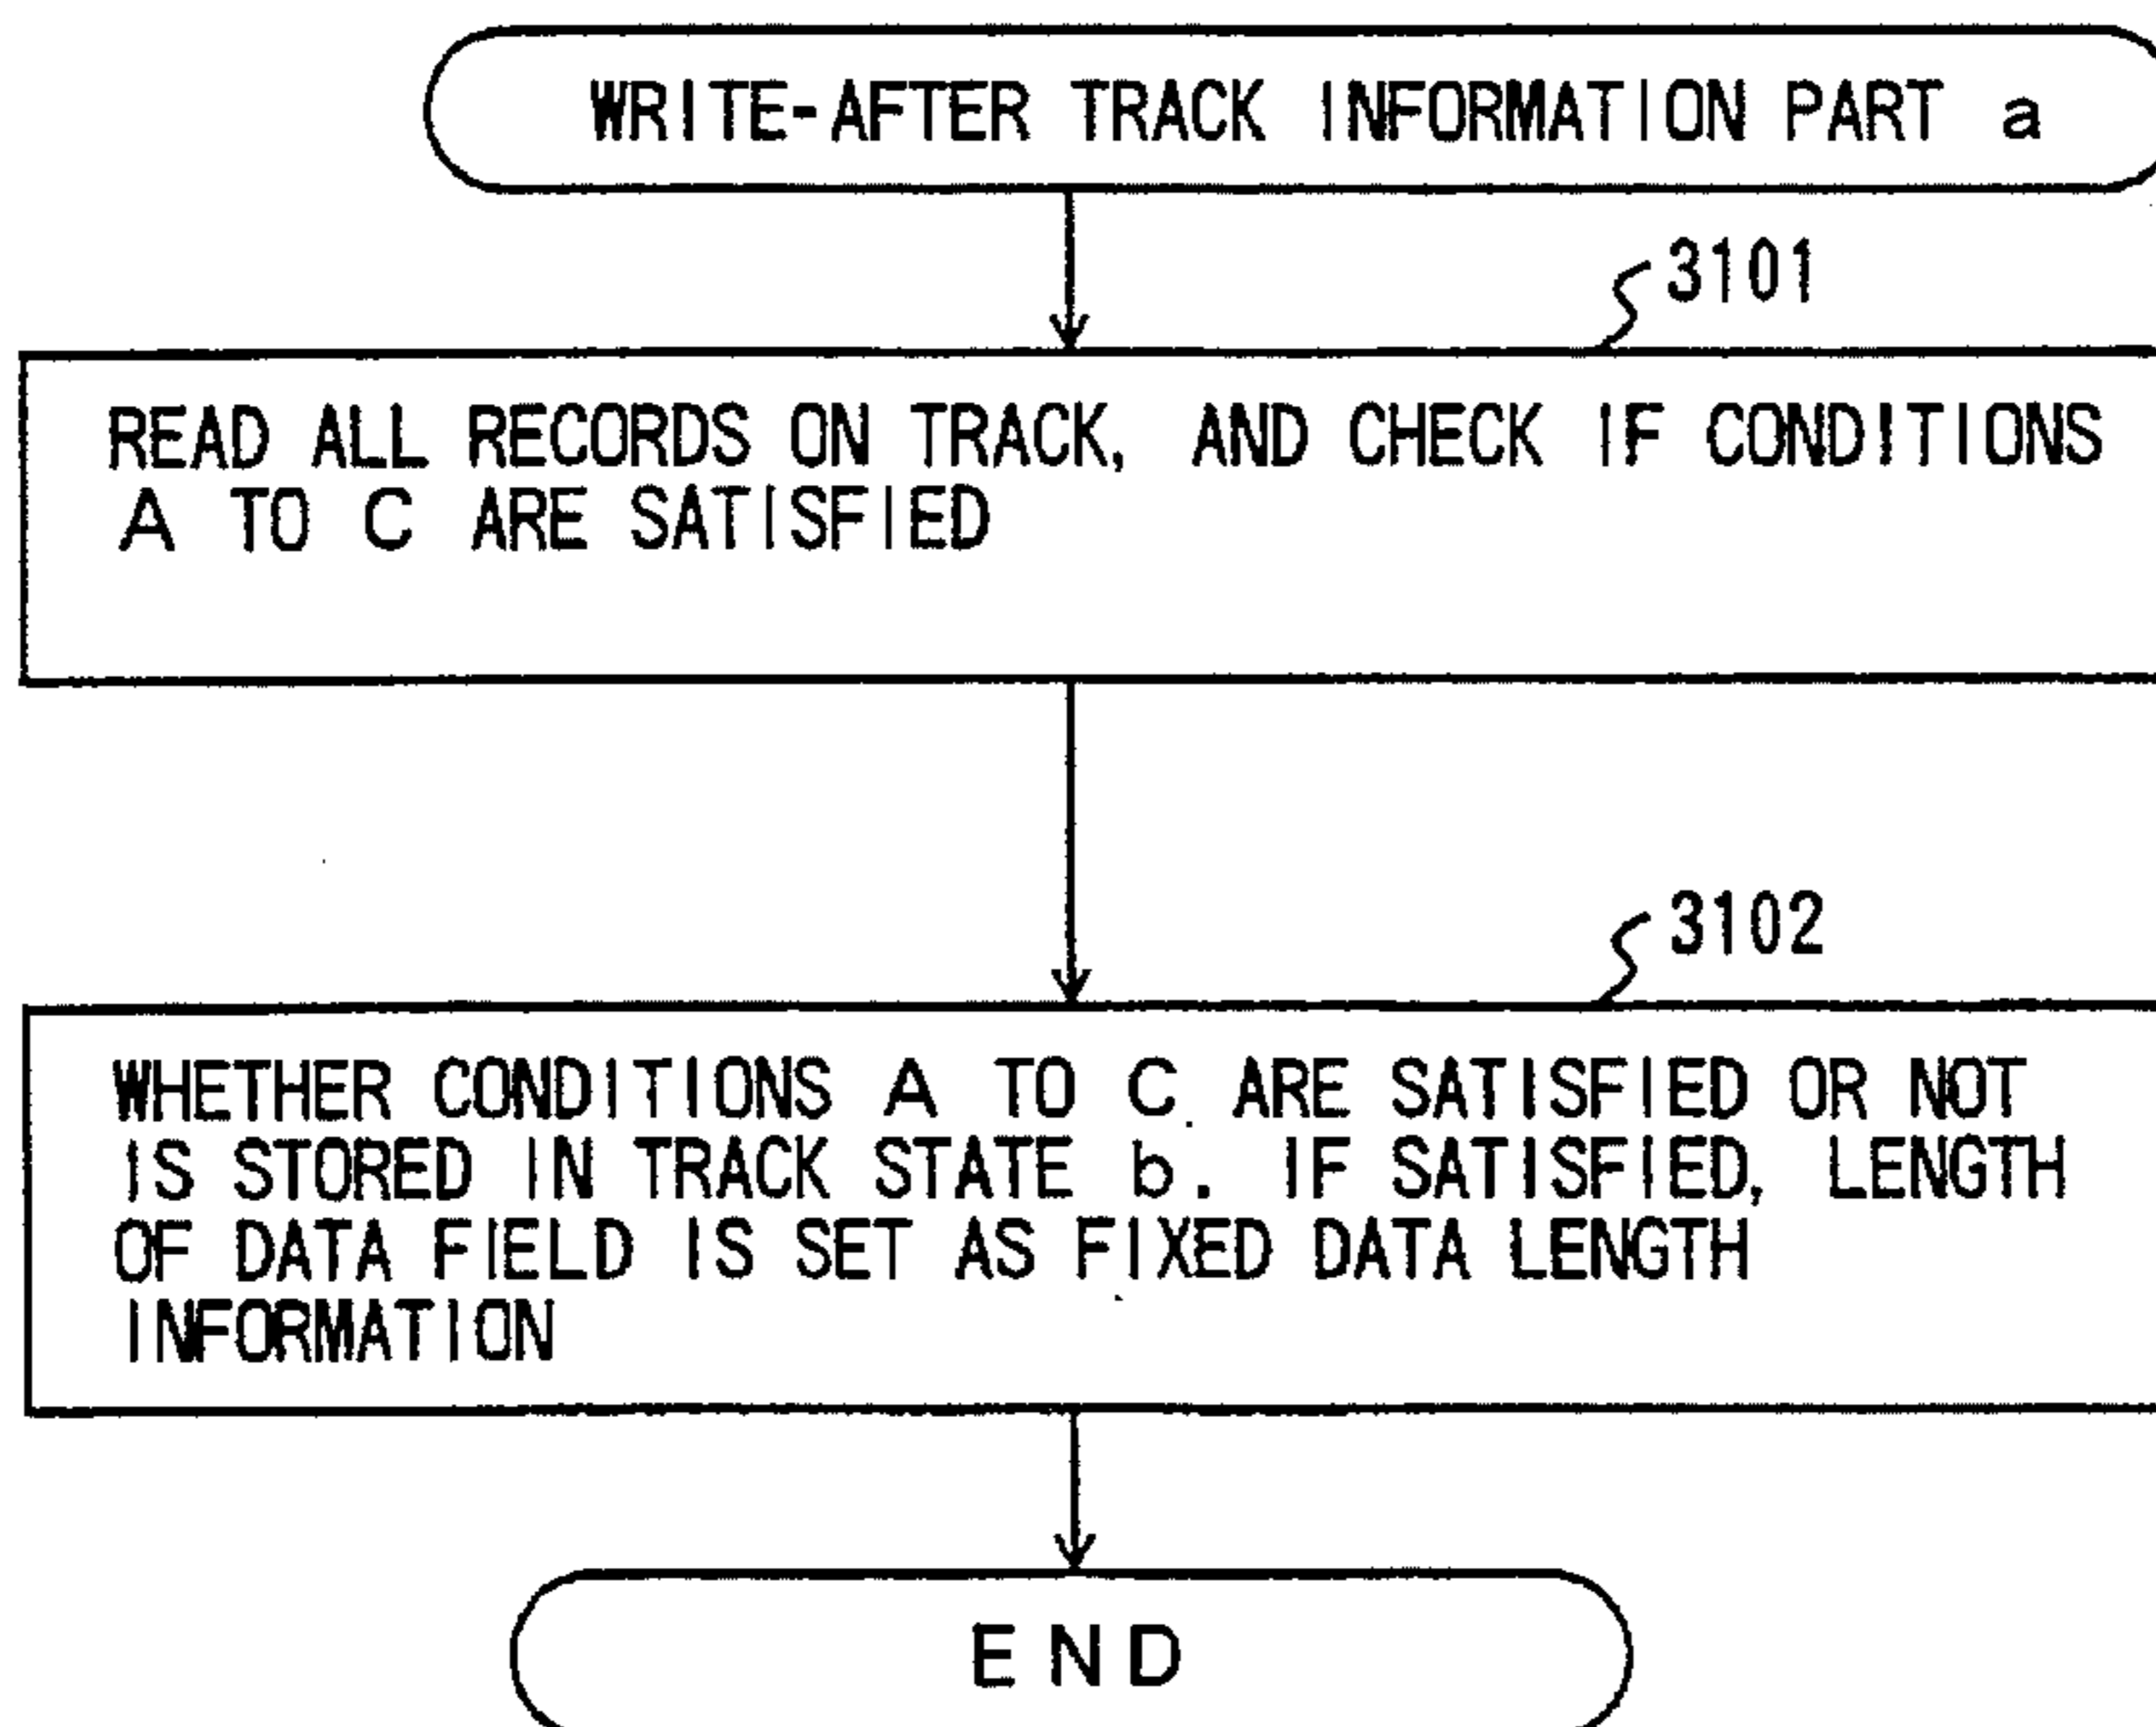 WRITE-AFTER TRACK INFORMATION PART a
3101
READ ALL RECORDS ON TRACK, AND CHECK IF CONDITIONS
A TO C ARE SATISFIED
3102
WHETHER CONDITIONS A TO C ARE SATISFIED OR NOT
IS STORED IN TRACK STATE b. IF SATISFIED, LENGTH
OF DATA FIELD IS SET AS FIXED DATA LENGTH
INFORMATION
END